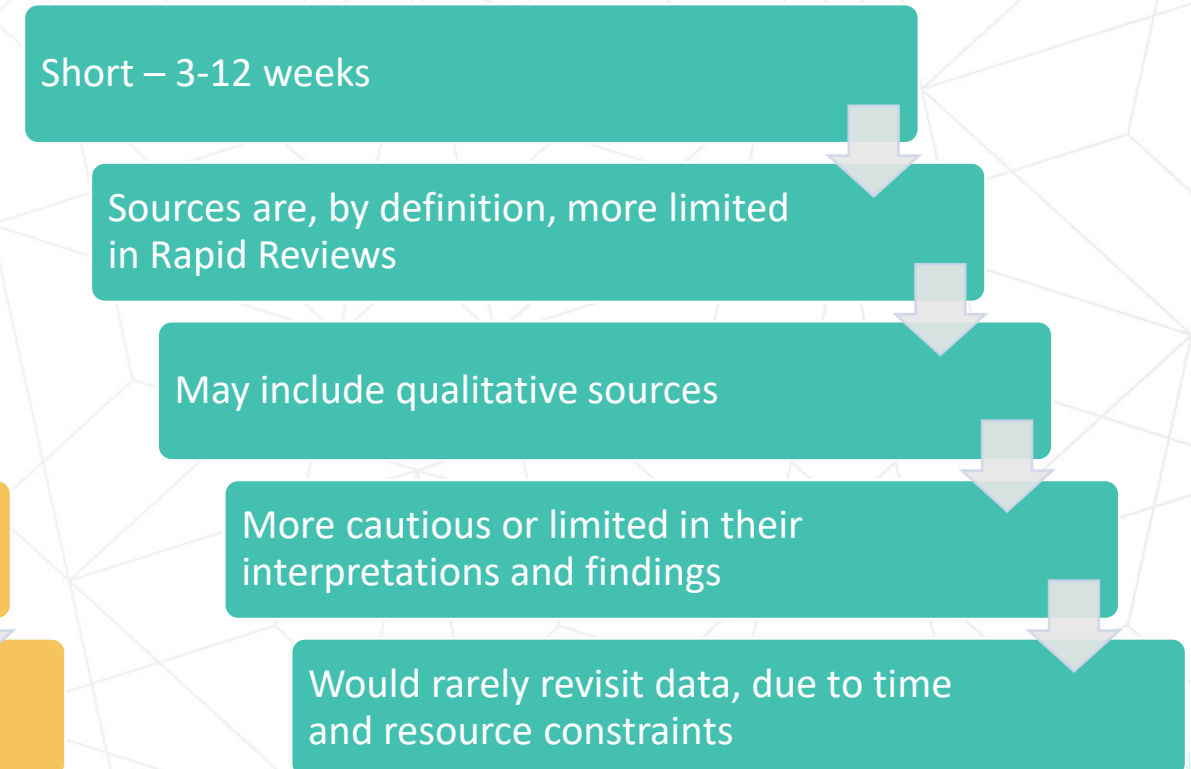 Short – 3-12 weeks
Sources are, by definition, more limited
in Rapid Reviews
May include qualitative sources
More cautious or limited in their
interpretations and findings
Would rarely revisit data, due to time
and resource constraints